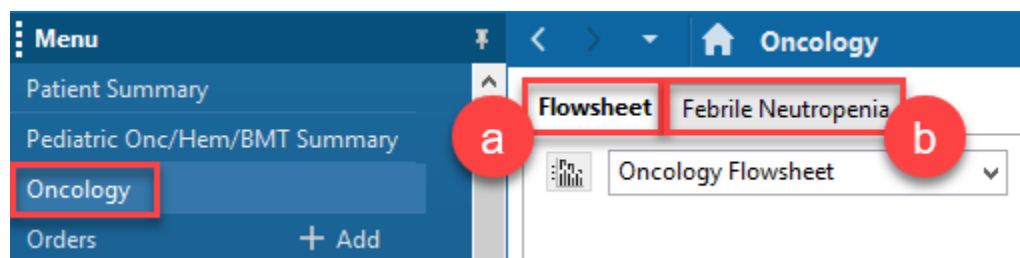 Menu
Patient Summary
Pediatric Onc/Hem/BMT Summary
Oncology
Orders + Add
Oncology
Flowsheet Febrile Neutropenia
a
b
Oncology Flowsheet